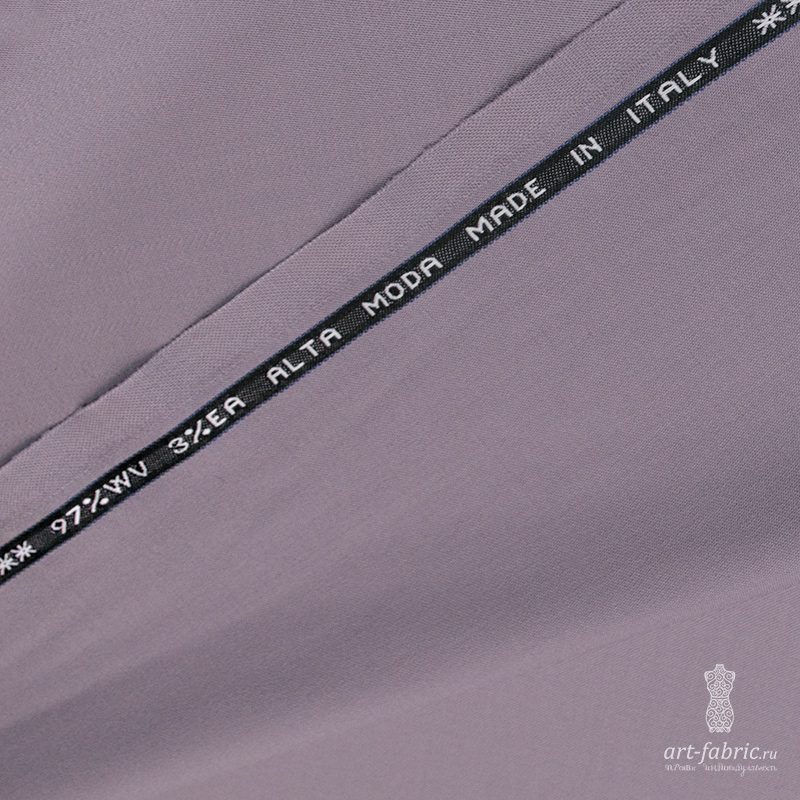 ** 97%WV 3%EA ALTA MODA MADE IN ITALY **
art-fabric.ru